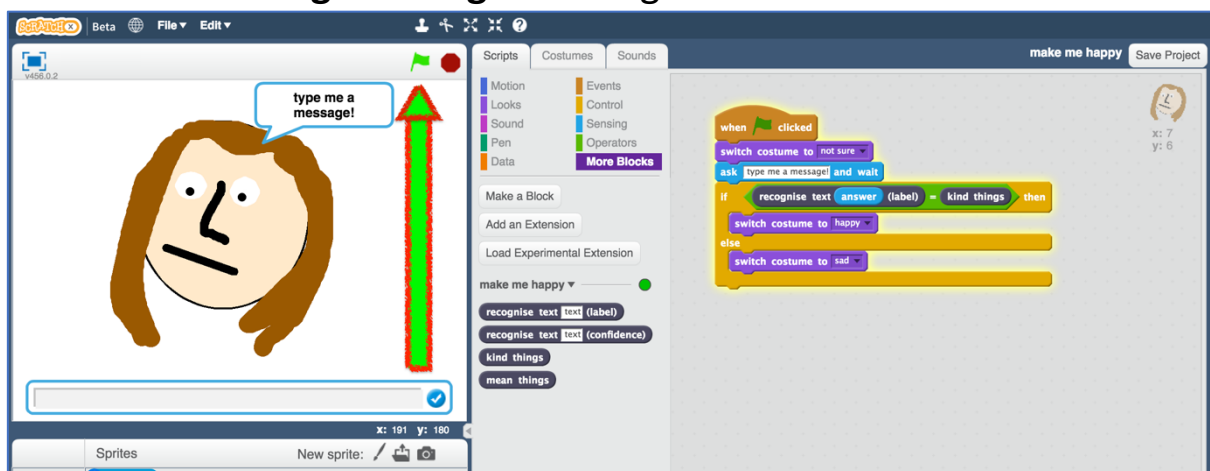 SCRATCHX Beta File▾ Edit▾
v456.0.2
type me a
message!
x: 191 y: 180
Sprites New sprite:
Scripts Costumes Sounds
Motion Events
Looks Control
Sound Sensing
Pen Operators
Data More Blocks
Make a Block
Add an Extension
Load Experimental Extension
make me happy▾
recognise text text (label)
recognise text text (confidence)
kind things
mean things
make me happy Save Project
when clicked
switch costume to not sure
ask type me a message! and wait
if recognise text answer (label) = kind things then
switch costume to happy
else
switch costume to sad
x: 7
y: 6